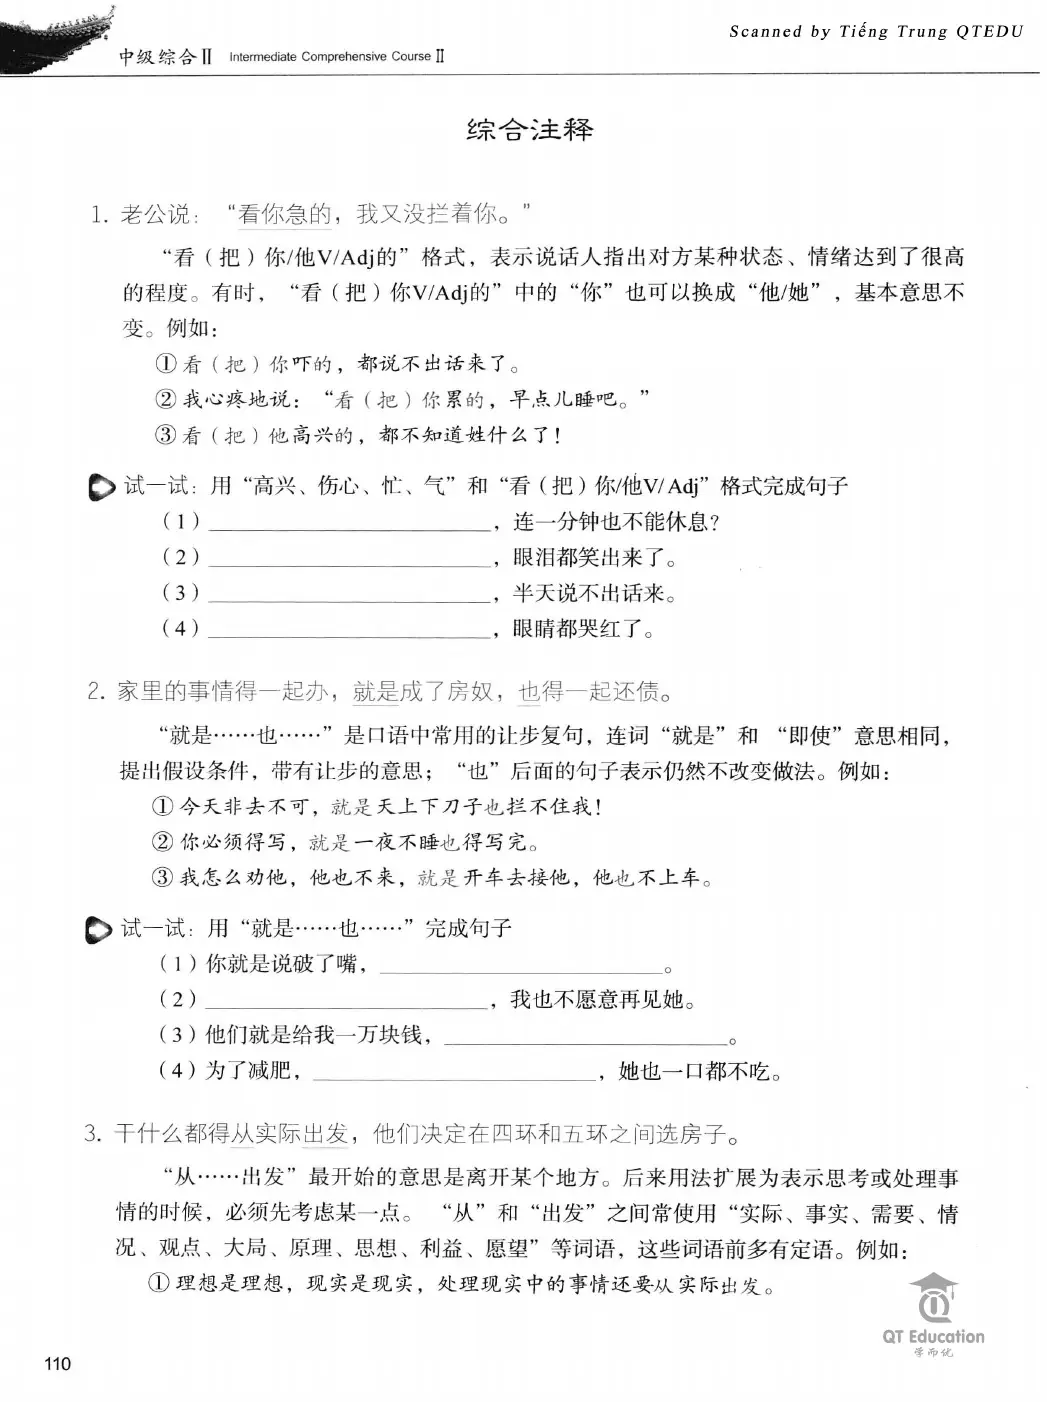 Scanned by Tiếng Trung QTEDU
中级综合Ⅱ Intermediate Comprehensive Course Ⅱ
综合注释
1. 老公说：“看你急的，我又没拦着你。”
“看（把）你/他V/Adj的”格式，表示说话人指出对方某种状态、情绪达到了很高
的程度。有时，“看（把）你V/Adj的”中的“你”也可以换成“他/她”，基本意思不
变。例如：
①看（把）你吓的，都说不出话来了。
②我心疼地说：“看（把）你累的，早点儿睡吧。”
③看（把）他高兴的，都不知道姓什么了！
试一试：用“高兴、伤心、忙、气”和“看（把）你/他V/ Adj”格式完成句子
（1）____________________，连一分钟也不能休息？
（2）____________________，眼泪都笑出来了。
（3）____________________，半天说不出话来。
（4）____________________，眼睛都哭红了。
2. 家里的事情得一起办，就是成了房奴，也得一起还债。
“就是……也……”是口语中常用的让步复句，连词“就是”和 “即使”意思相同，
提出假设条件，带有让步的意思；“也”后面的句子表示仍然不改变做法。例如：
①今天非去不可，就是天上下刀子也拦不住我！
②你必须得写，就是一夜不睡也得写完。
③我怎么劝他，他也不来，就是开车去接他，他也不上车。
试一试：用“就是……也……”完成句子
（1）你就是说破了嘴，____________________。
（2）____________________，我也不愿意再见她。
（3）他们就是给我一万块钱，____________________。
（4）为了减肥，____________________，她也一口都不吃。
3. 干什么都得从实际出发，他们决定在四环和五环之间选房子。
“从……出发”最开始的意思是离开某个地方。后来用法扩展为表示思考或处理事
情的时候，必须先考虑某一点。“从”和“出发”之间常使用“实际、事实、需要、情
况、观点、大局、原理、思想、利益、愿望”等词语，这些词语前多有定语。例如：
①理想是理想，现实是现实，处理现实中的事情还要从实际出发。
QT Education
学而优
110